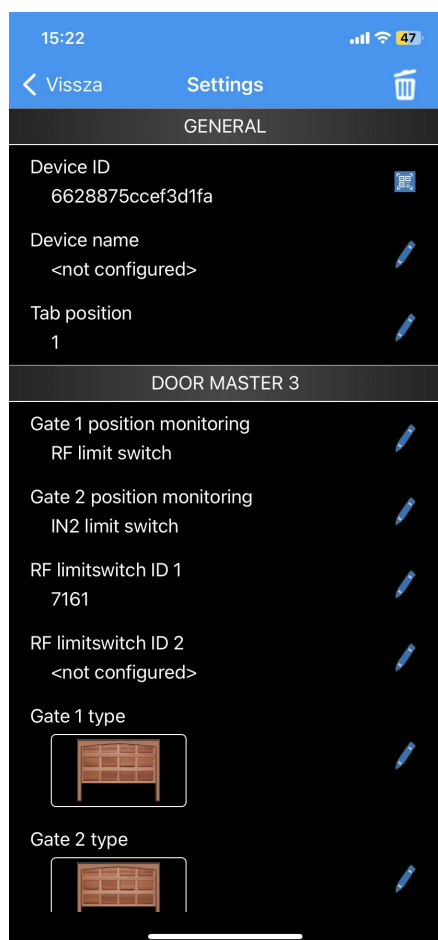 15:22
47
Vissza
Settings
GENERAL
Device ID
6628875ccef3d1fa
Device name
<not configured>
Tab position
1
DOOR MASTER 3
Gate 1 position monitoring
RF limit switch
Gate 2 position monitoring
IN2 limit switch
RF limitswitch ID 1
7161
RF limitswitch ID 2
<not configured>
Gate 1 type
Gate 2 type